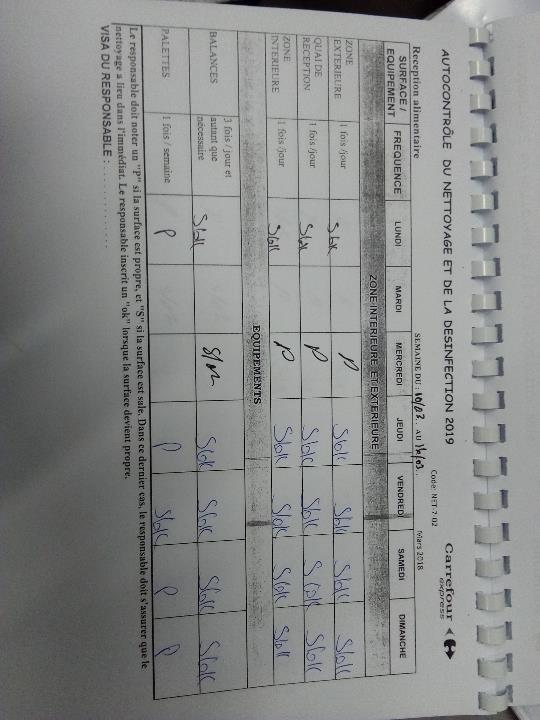 AUTOCONTRÔLE DU NETTOYAGE ET DE LA DESINFECTION 2019
Carrefour
express
Code: NET-7-02
Reception alimentaire
SEMAINE DU : 10/03 . AU
Mars 2018
SURFACE / EQUIPEMENT FREQUENCE LUNDI MARDI MERCREDI JEUDI VENDREDI SAMEDI DIMANCHE
ZONE INTERIEURE ET EXTERIEURE
ZONE EXTERIEURE 1 fois /jour S/ok P S/ok S/ok S/ok S/ok
QUAI DE RECEPTION 1 fois /jour S/ok P S/ok S/ok S/ok S/ok
ZONE INTERIEURE 1 fois /jour S/ok P S/ok S/ok S/ok S/ok
EQUIPEMENTS
BALANCES 3 fois / jour et autant que nécessaire S/ok S/ok S/ok S/ok S/ok S/ok
PALETTES 1 fois / semaine P P S/ok P P
Le responsable doit noter un "P" si la surface est propre, et "S" si la surface est sale. Dans ce dernier cas, le responsable doit s'assurer que le
nettoyage a lieu dans l'immédiat. Le responsable inscrit un "ok" lorsque la surface devient propre.
VISA DU RESPONSABLE : . . . . . . . . . . . .